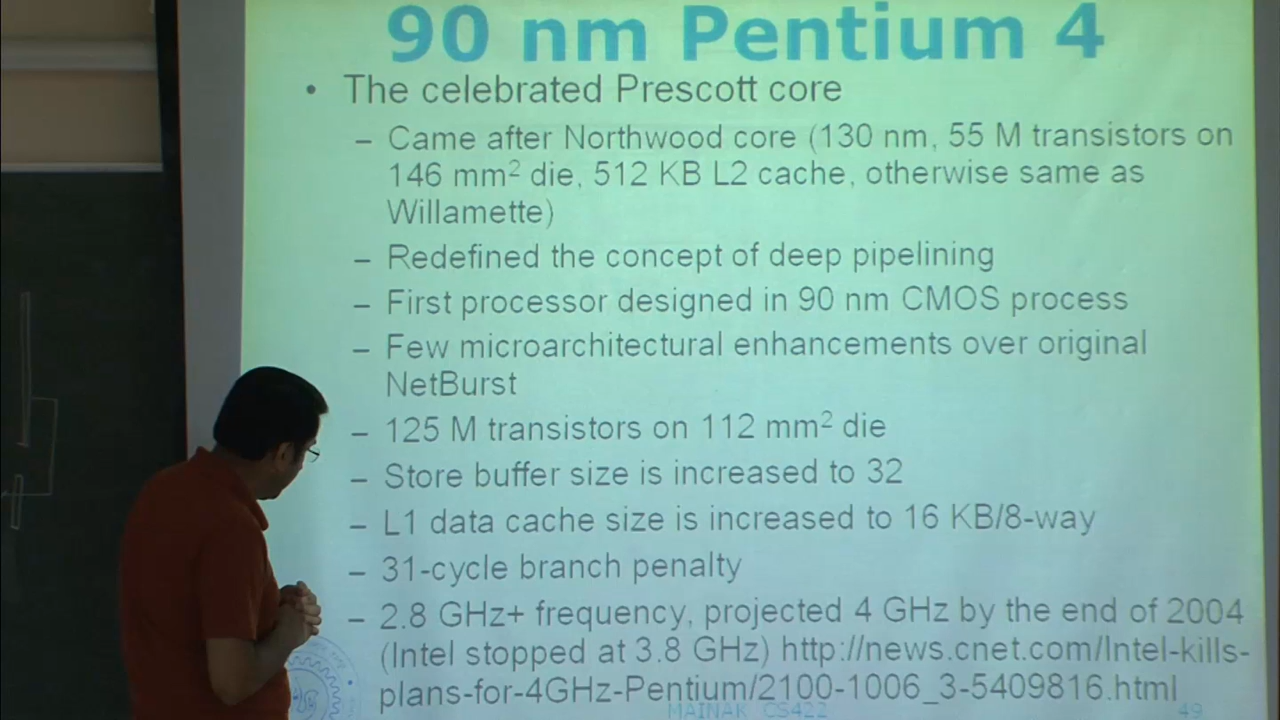 90 nm Pentium 4
• The celebrated Prescott core
– Came after Northwood core (130 nm, 55 M transistors on
146 mm² die, 512 KB L2 cache, otherwise same as
Willamette)
– Redefined the concept of deep pipelining
– First processor designed in 90 nm CMOS process
– Few microarchitectural enhancements over original
NetBurst
– 125 M transistors on 112 mm² die
– Store buffer size is increased to 32
– L1 data cache size is increased to 16 KB/8-way
– 31-cycle branch penalty
– 2.8 GHz+ frequency, projected 4 GHz by the end of 2004
(Intel stopped at 3.8 GHz) http://news.cnet.com/Intel-kills-
plans-for-4GHz-Pentium/2100-1006_3-5409816.html
MAINAK CS422 49